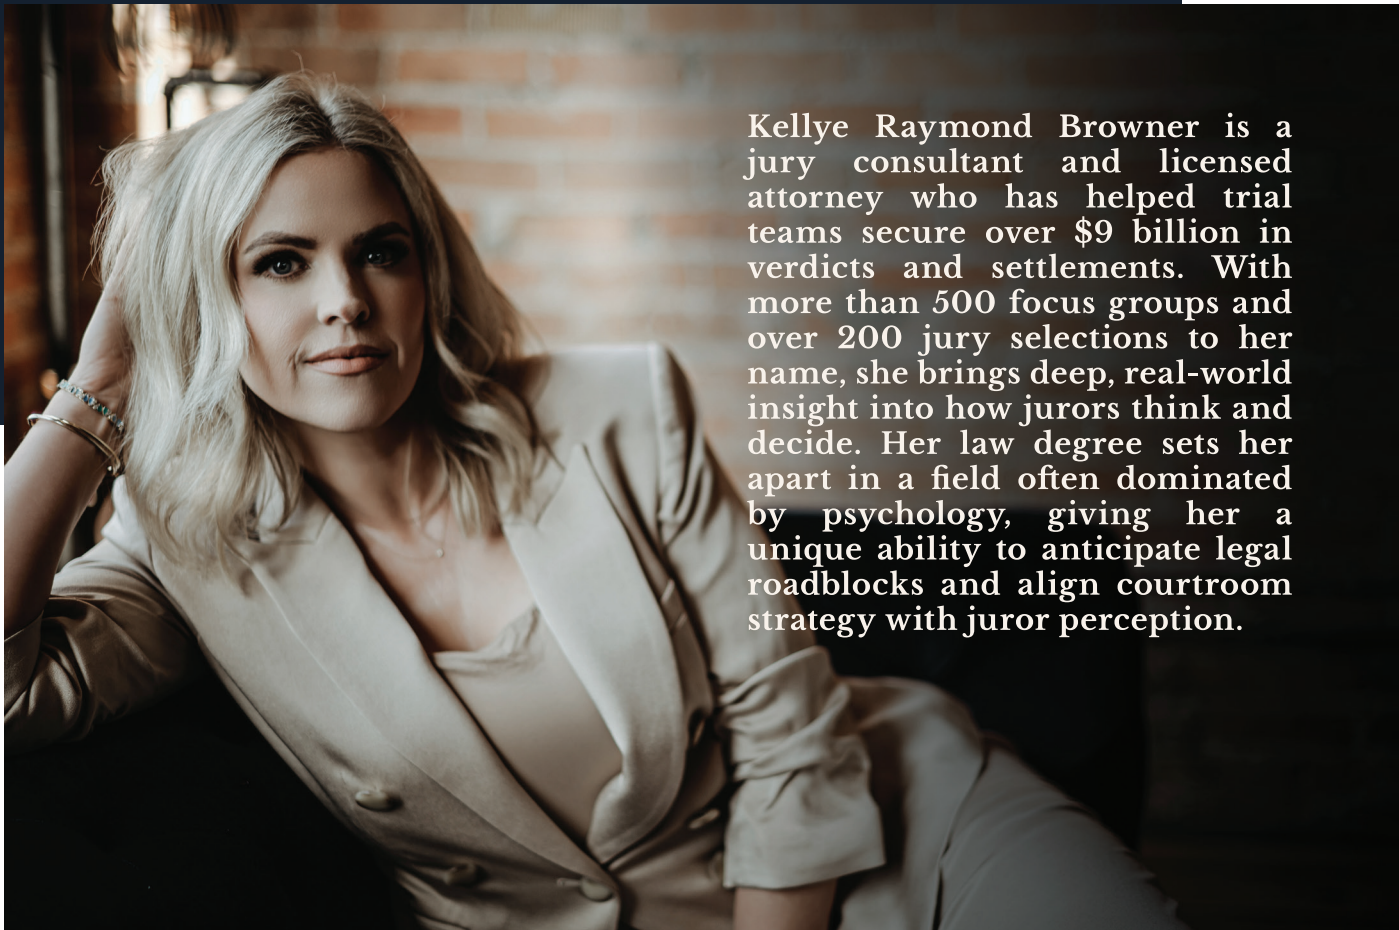 Kellye Raymond Browner is a
jury consultant and licensed
attorney who has helped trial
teams secure over $9 billion in
verdicts and settlements. With
more than 500 focus groups and
over 200 jury selections to her
name, she brings deep, real-world
insight into how jurors think and
decide. Her law degree sets her
apart in a field often dominated
by psychology, giving her a
unique ability to anticipate legal
roadblocks and align courtroom
strategy with juror perception.